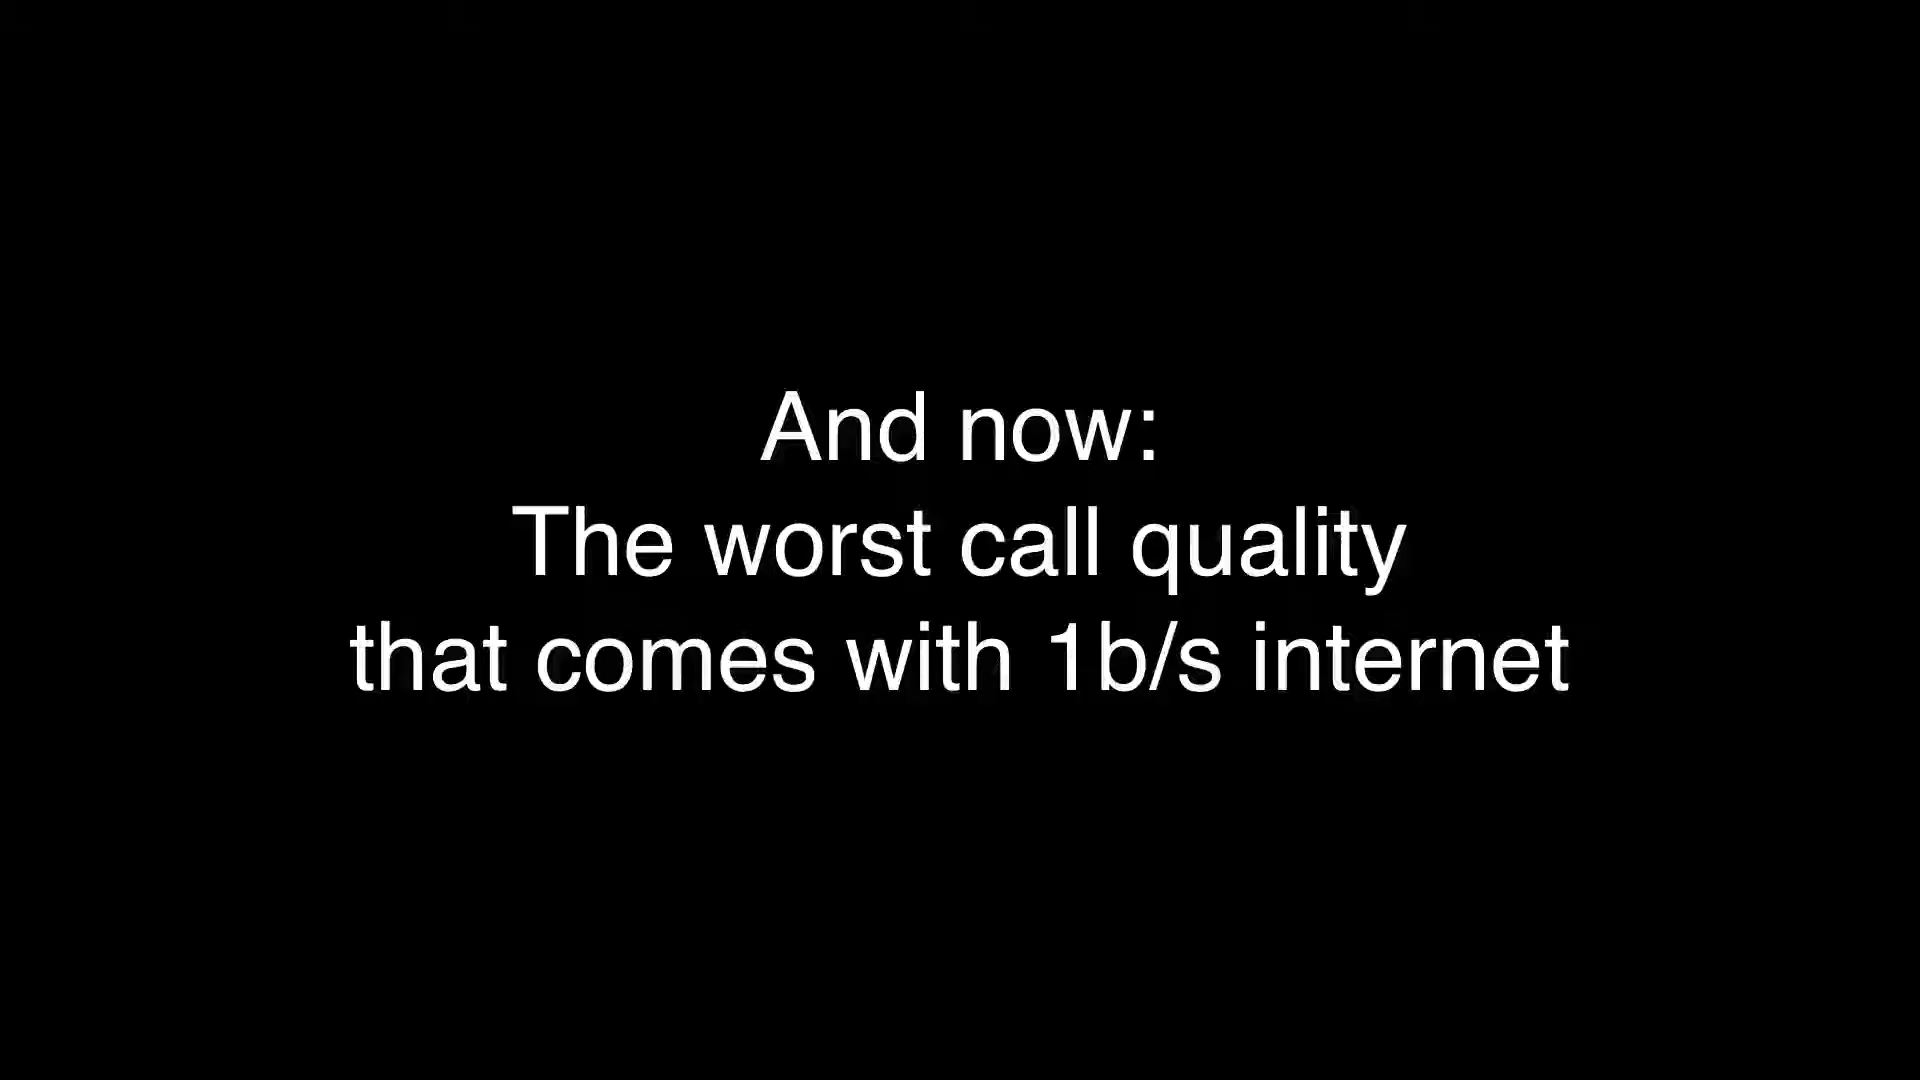 And now:
The worst call quality
that comes with 1b/s internet